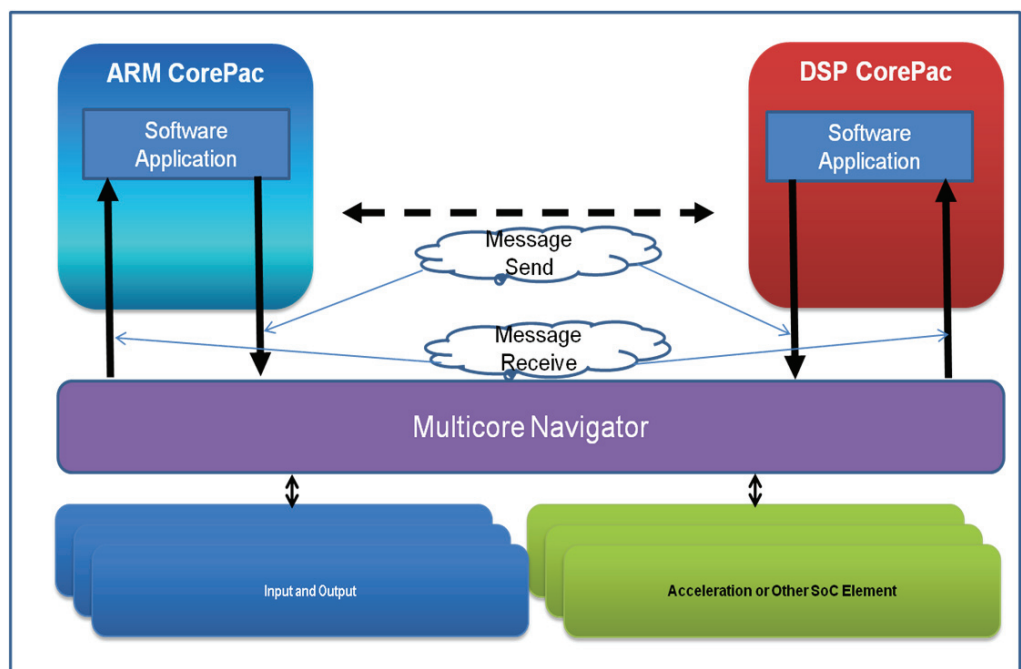 ARM CorePac
DSP CorePac
Software
Application
Software
Application
Message
Send
Message
Receive
Multicore Navigator
Input and Output
Acceleration or Other SoC Element